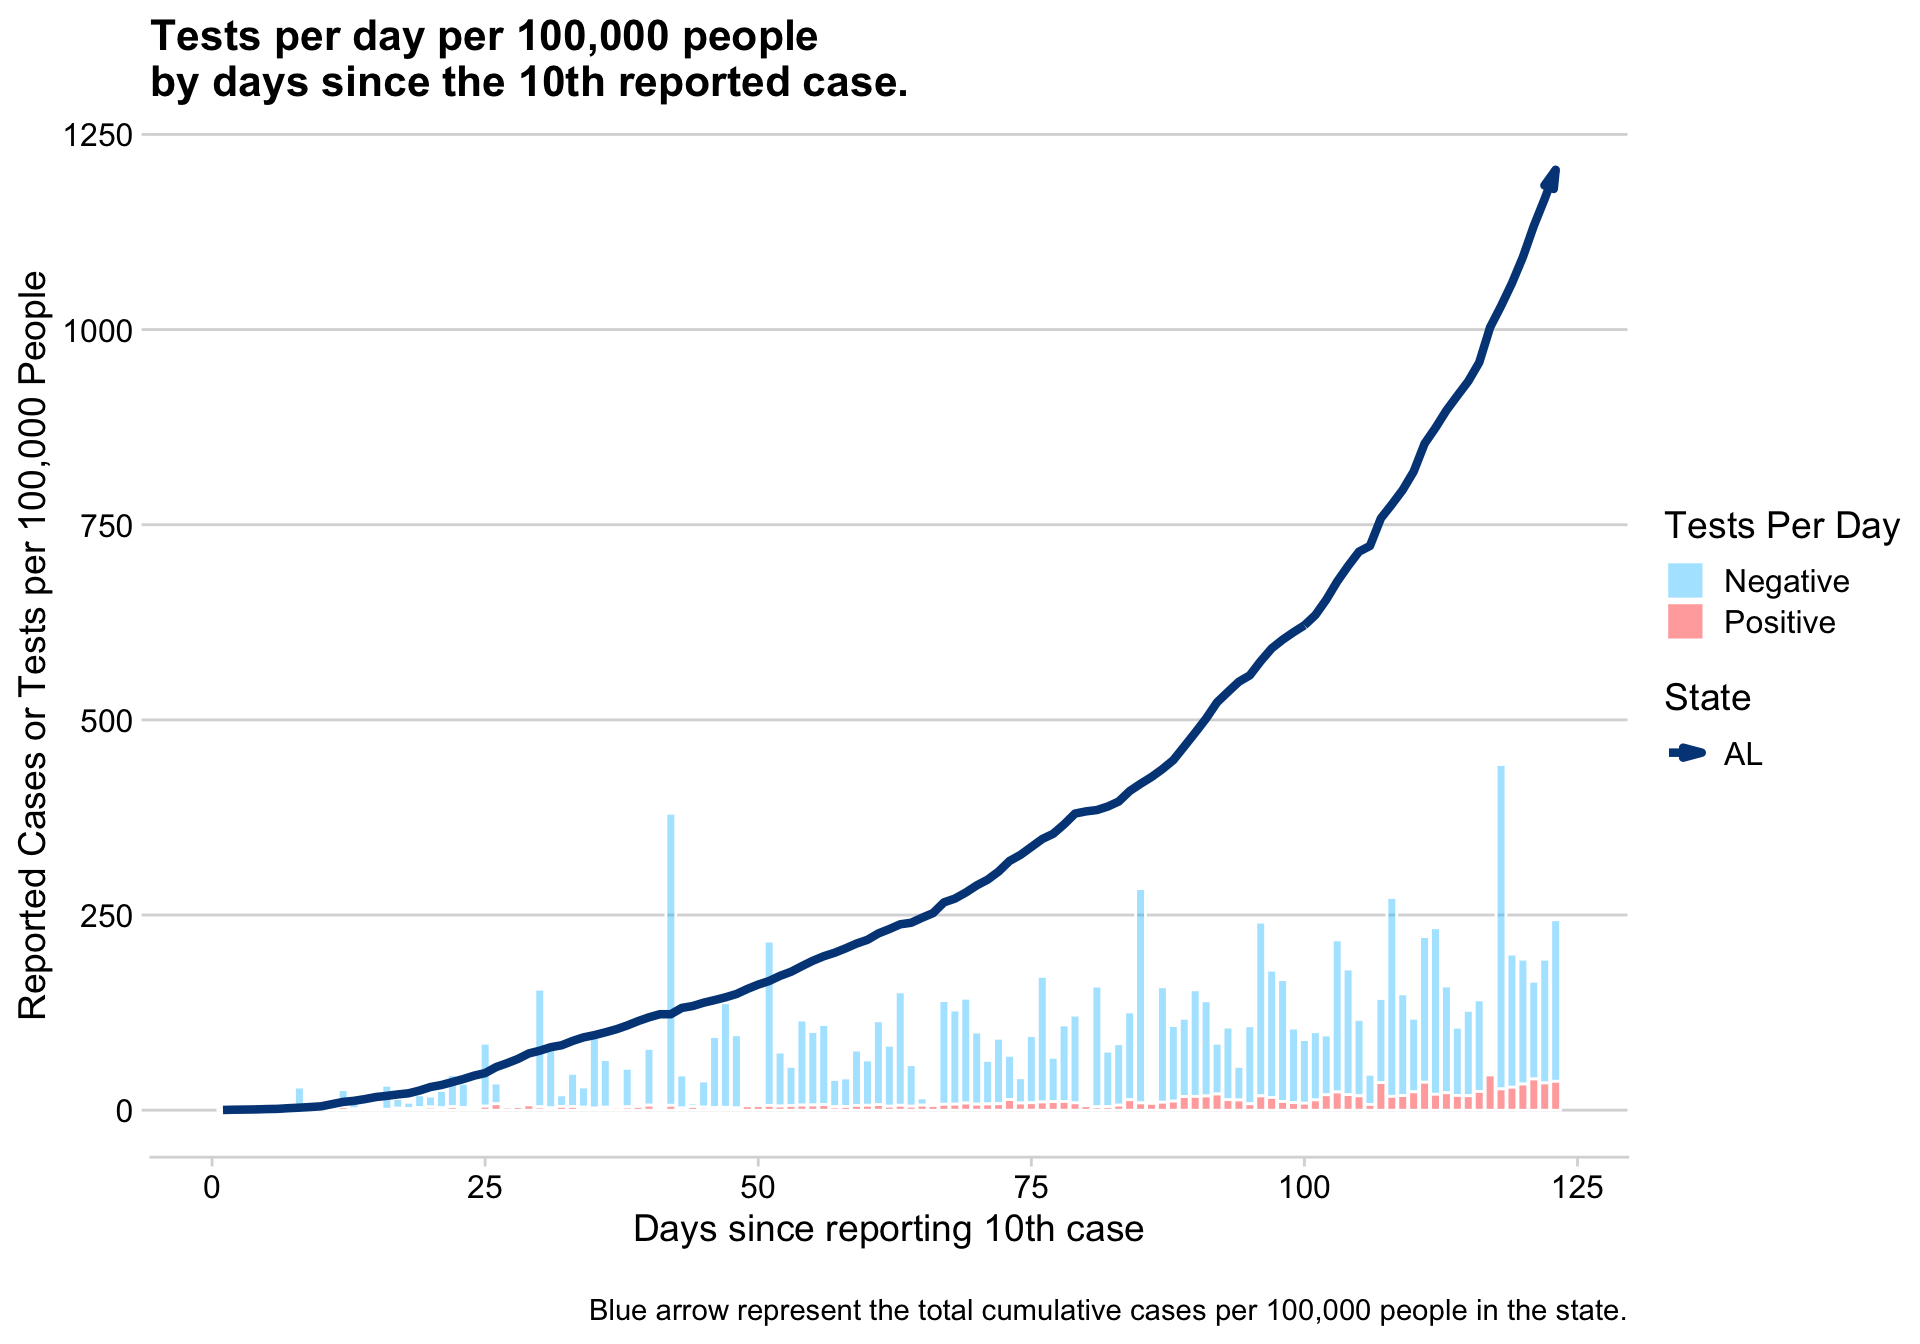 Tests per day per 100,000 people
by days since the 10th reported case.
Reported Cases or Tests per 100,000 People
1250
1000
750
500
250
0
0 25 50 75 100 125
Days since reporting 10th case
Tests Per Day
Negative
Positive
State
AL
Blue arrow represent the total cumulative cases per 100,000 people in the state.